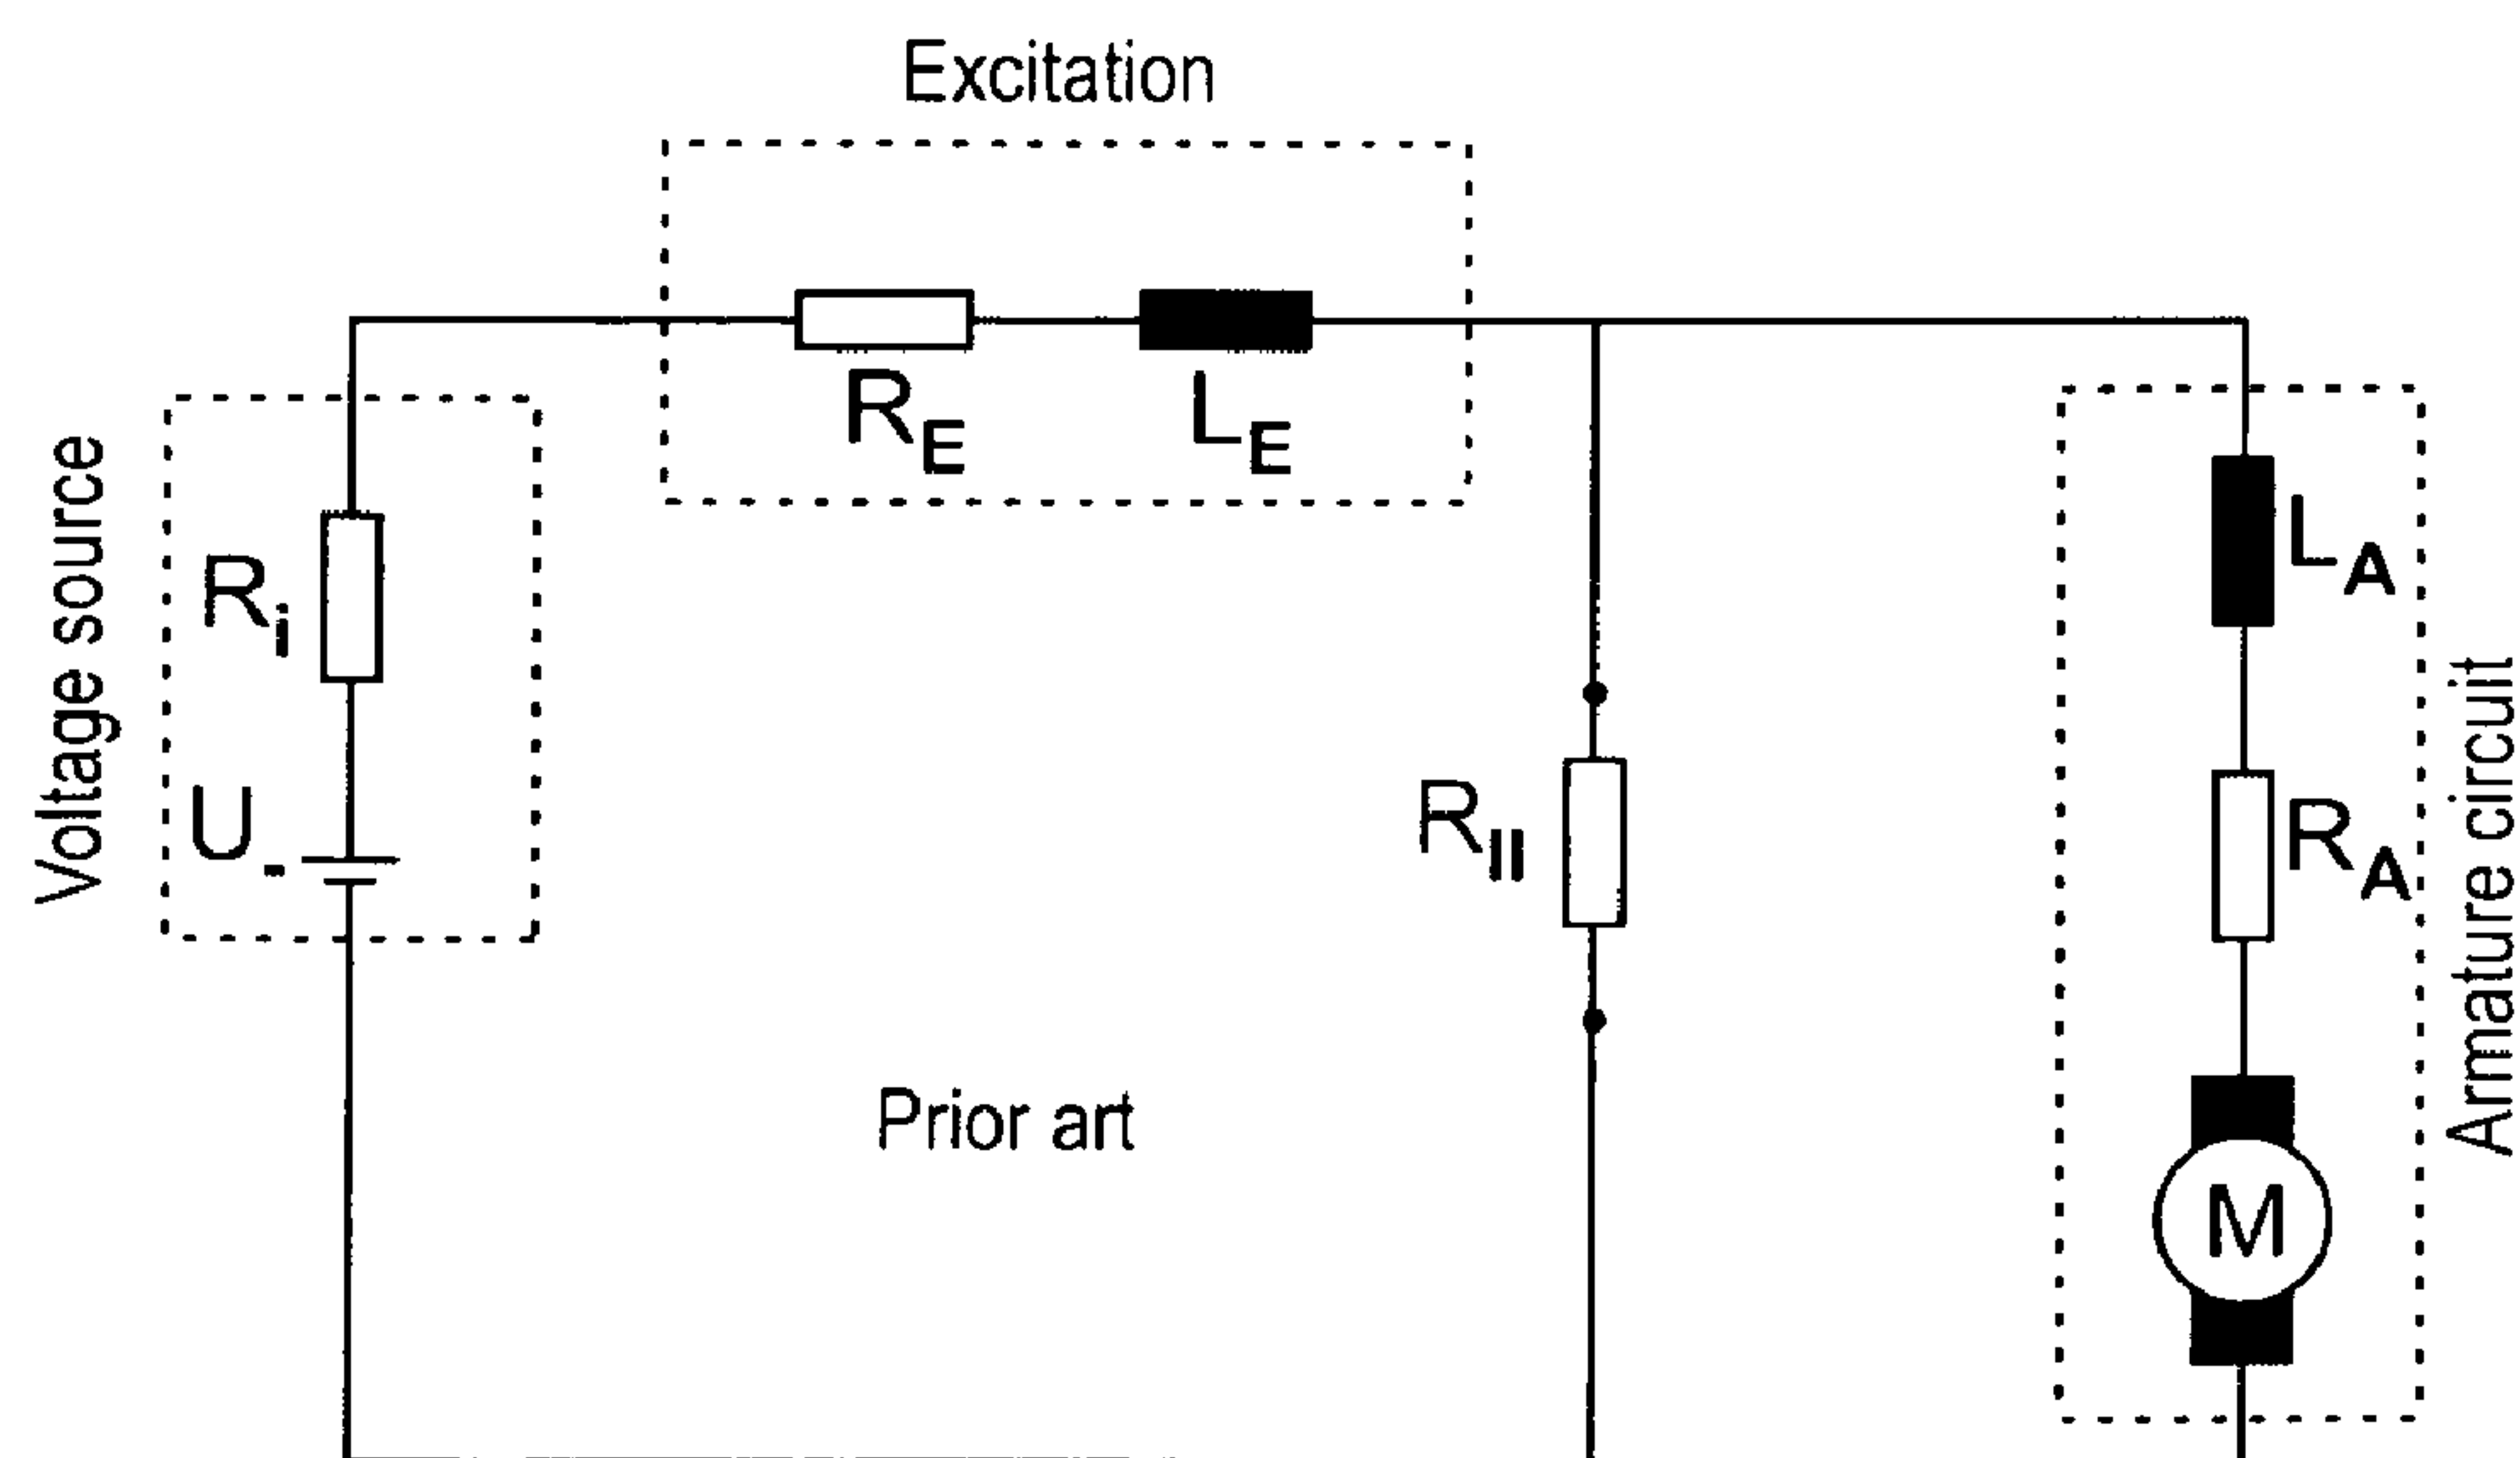 Excitation
R_E
L_E
Voltage source
R_i
U_-
R_II
L_A
R_A
Armature circuit
Prior art
M